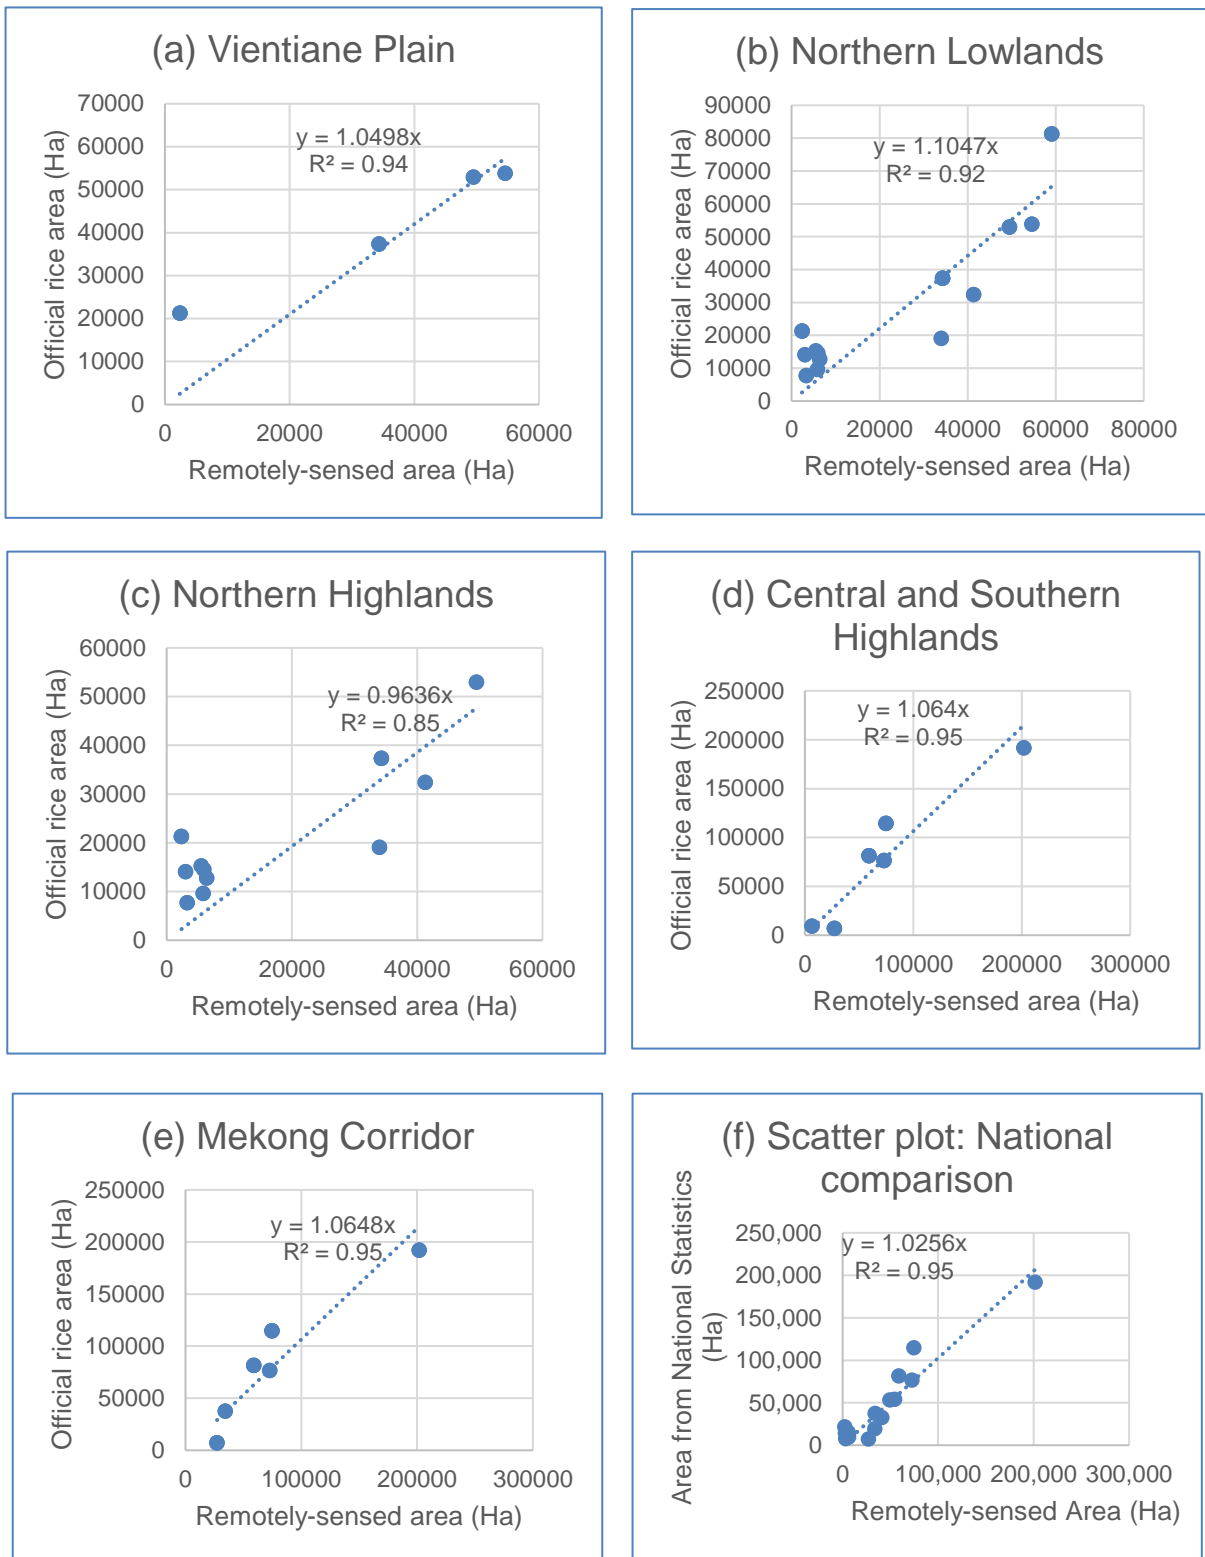 (a) Vientiane Plain
Official rice area (Ha)
70000
60000
50000
40000
30000
20000
10000
0
y = 1.0498x
R² = 0.94
0 20000 40000 60000
Remotely-sensed area (Ha)
(b) Northern Lowlands
Official rice area (Ha)
90000
80000
70000
60000
50000
40000
30000
20000
10000
0
y = 1.1047x
R² = 0.92
0 20000 40000 60000 80000
Remotely-sensed area (Ha)
(c) Northern Highlands
Official rice area (Ha)
60000
50000
40000
30000
20000
10000
0
y = 0.9636x
R² = 0.85
0 20000 40000 60000
Remotely-sensed area (Ha)
(d) Central and Southern
Highlands
Official rice area (Ha)
250000
200000
150000
100000
50000
0
y = 1.064x
R² = 0.95
0 100000 200000 300000
Remotely-sensed area (Ha)
(e) Mekong Corridor
Official rice area (Ha)
250000
200000
150000
100000
50000
0
y = 1.0648x
R² = 0.95
0 100000 200000 300000
Remotely-sensed area (Ha)
(f) Scatter plot: National
comparison
Area from National Statistics
(Ha)
250,000
200,000
150,000
100,000
50,000
0
y = 1.0256x
R² = 0.95
0 100,000 200,000 300,000
Remotely-sensed Area (Ha)